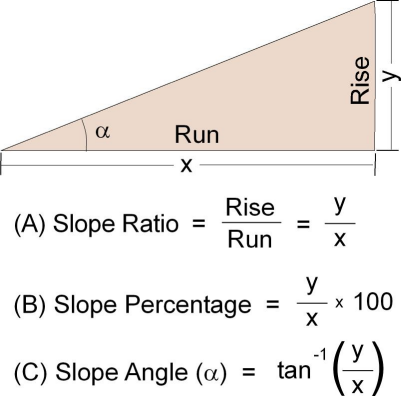 Rise
y
α
Run
x
(A) Slope Ratio = Rise/Run = y/x
(B) Slope Percentage = y/x × 100
(C) Slope Angle (α) = tan⁻¹(y/x)